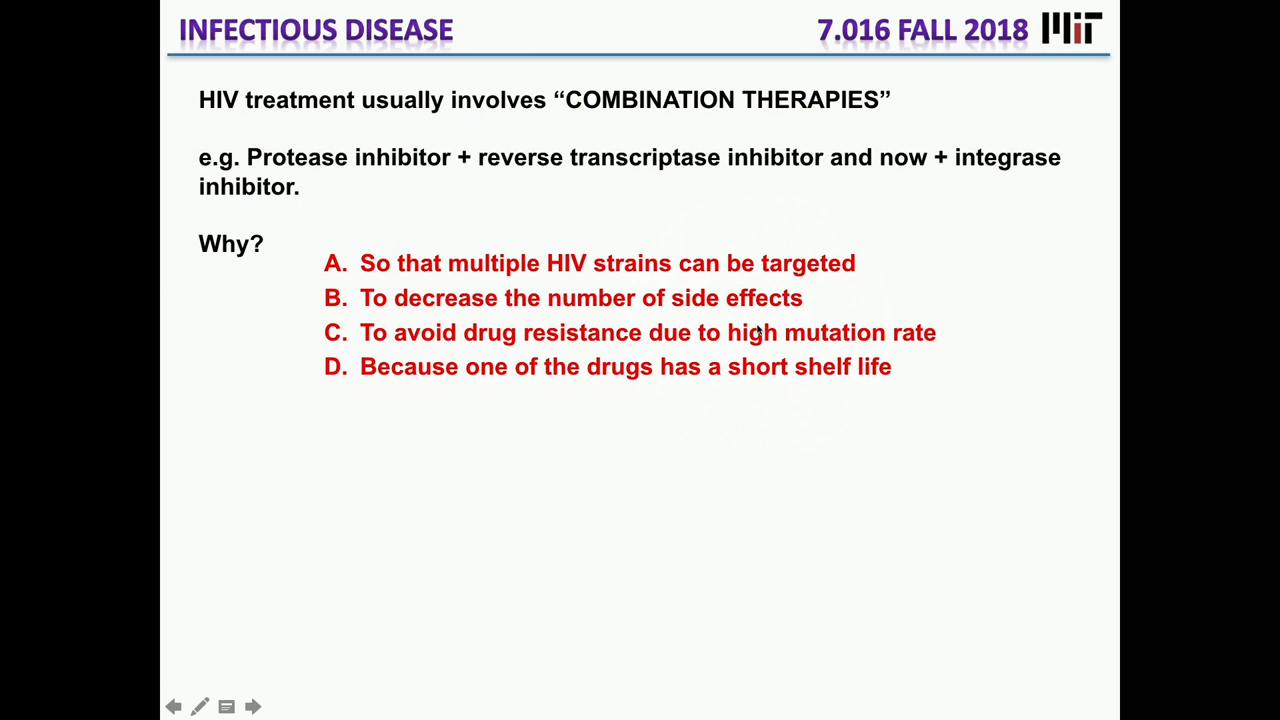 INFECTIOUS DISEASE
7.016 FALL 2018 MIT
HIV treatment usually involves “COMBINATION THERAPIES”
e.g. Protease inhibitor + reverse transcriptase inhibitor and now + integrase
inhibitor.
Why?
A. So that multiple HIV strains can be targeted
B. To decrease the number of side effects
C. To avoid drug resistance due to high mutation rate
D. Because one of the drugs has a short shelf life